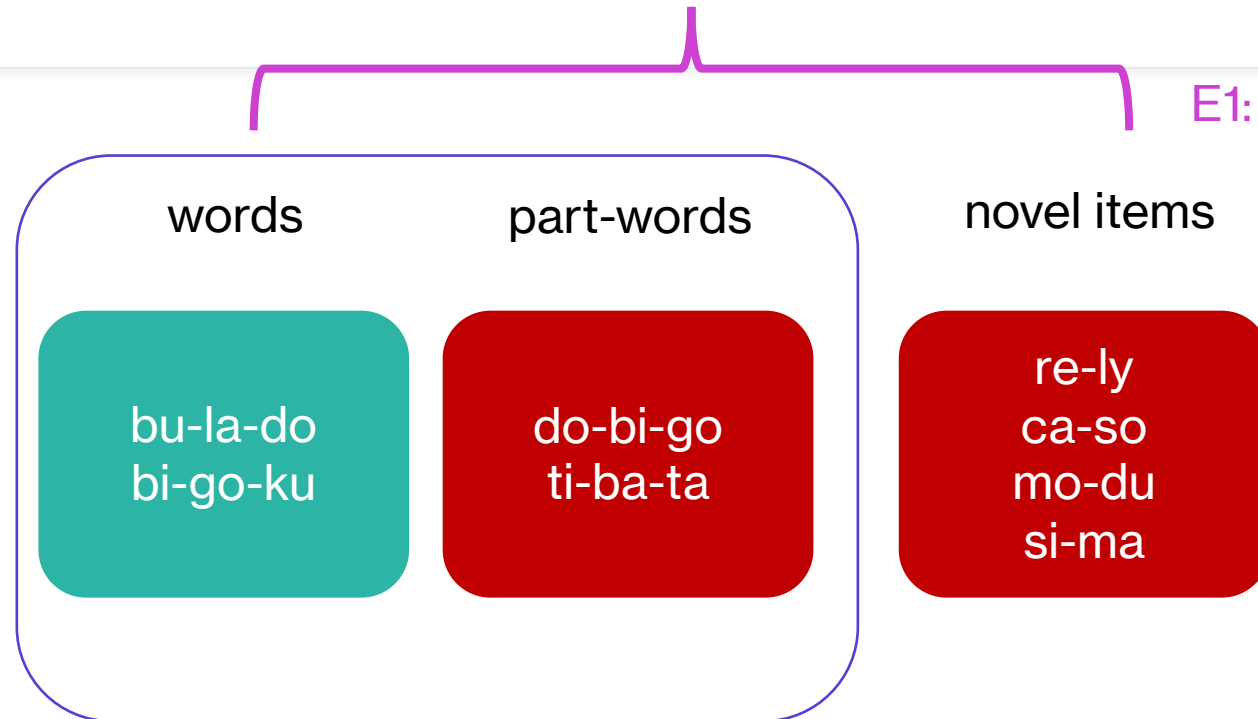 E1:
words
part-words
novel items
bu-la-do
bi-go-ku
do-bi-go
ti-ba-ta
re-ly
ca-so
mo-du
si-ma